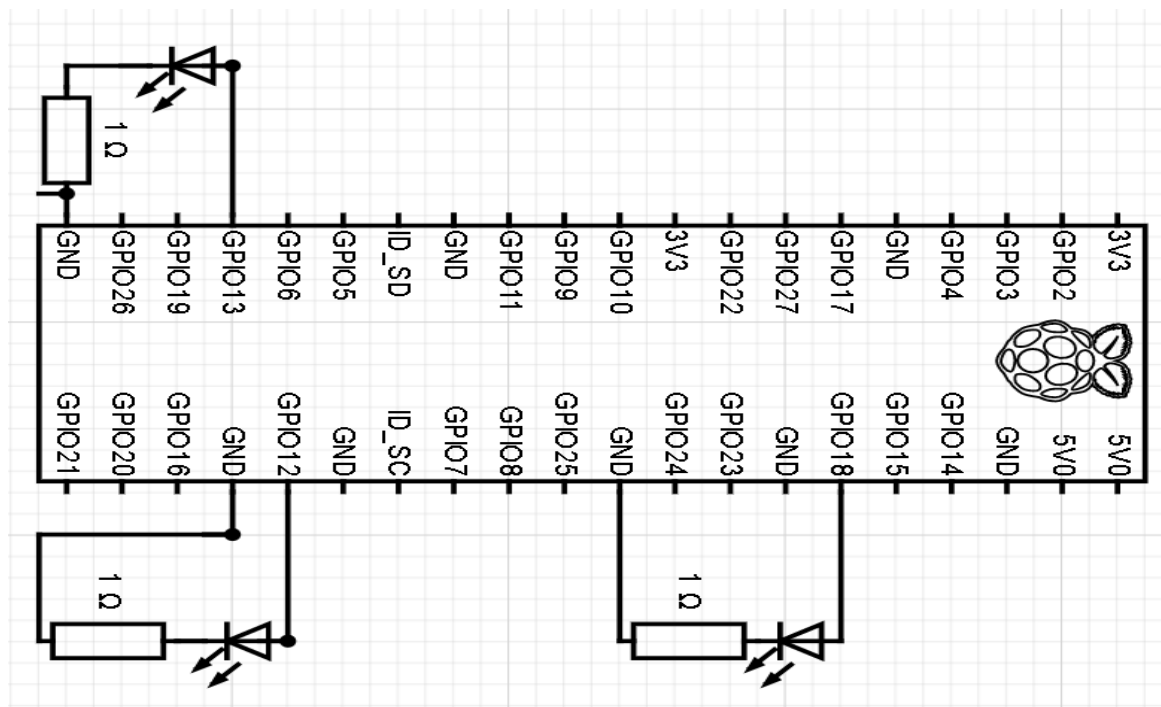 1 Ω
GND
GPIO26
GPIO19
GPIO13
GPIO6
GPIO5
ID_SD
GND
GPIO11
GPIO9
GPIO10
3V3
GPIO22
GPIO27
GPIO17
GND
GPIO4
GPIO3
GPIO2
3V3
GPIO21
GPIO20
GPIO16
GND
GPIO12
GND
ID_SC
GPIO7
GPIO8
GPIO25
GND
GPIO24
GPIO23
GND
GPIO18
GPIO15
GPIO14
GND
5V0
5V0
1 Ω
1 Ω